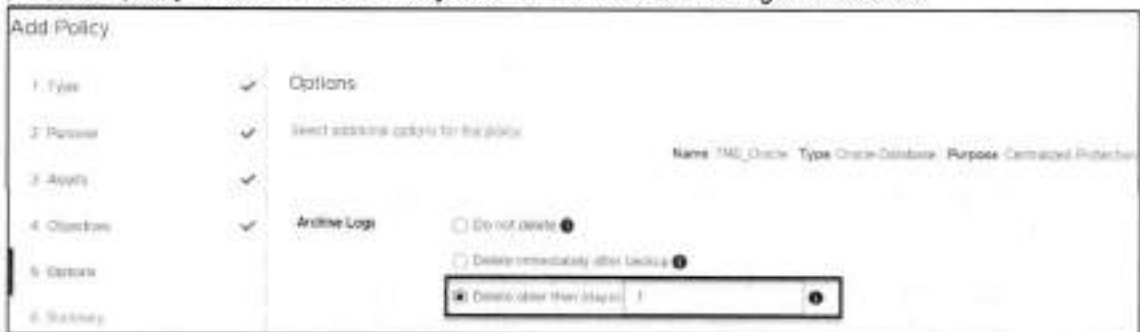 Add Policy
1 Type
Options
2 Purpose
Select additional options for the policy
Name TMG_Oracle Type Oracle Database Purpose Centralized Protection
3 Assets
4 Objectives
Archive Logs
Do not delete
Delete immediately after backup
5 Options
Delete older than (days) 1
6 Summary